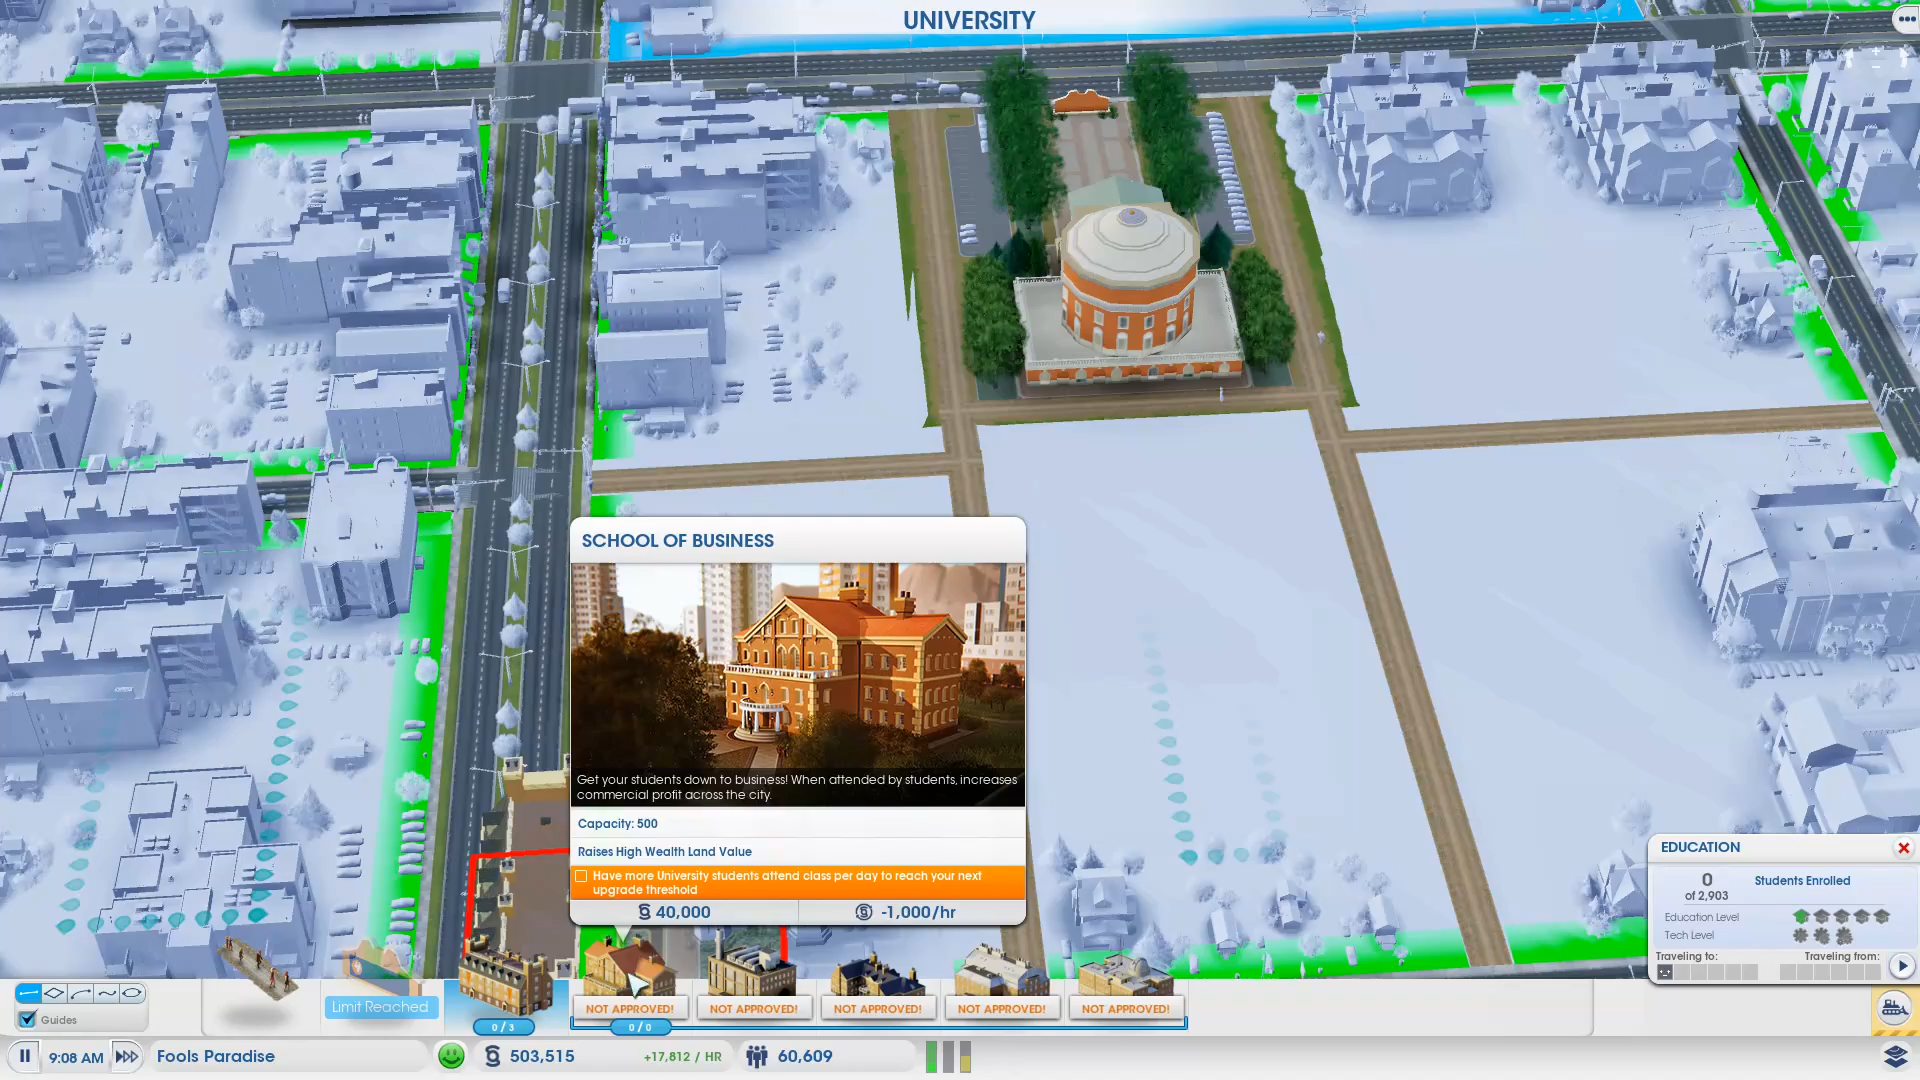 UNIVERSITY
SCHOOL OF BUSINESS
Get your students down to business! When attended by students, increases
commercial profit across the city.
Capacity: 500
Raises High Wealth Land Value
Have more University students attend class per day to reach your next
upgrade threshold
40,000
-1,000/hr
EDUCATION
0
of 2,903
Students Enrolled
Education Level
Tech Level
Traveling to:
Traveling from:
Guides
Limit Reached
0 / 3
NOT APPROVED!
0 / 0
NOT APPROVED!
NOT APPROVED!
NOT APPROVED!
NOT APPROVED!
9:08 AM
Fools Paradise
503,515
+17,812 / HR
60,609